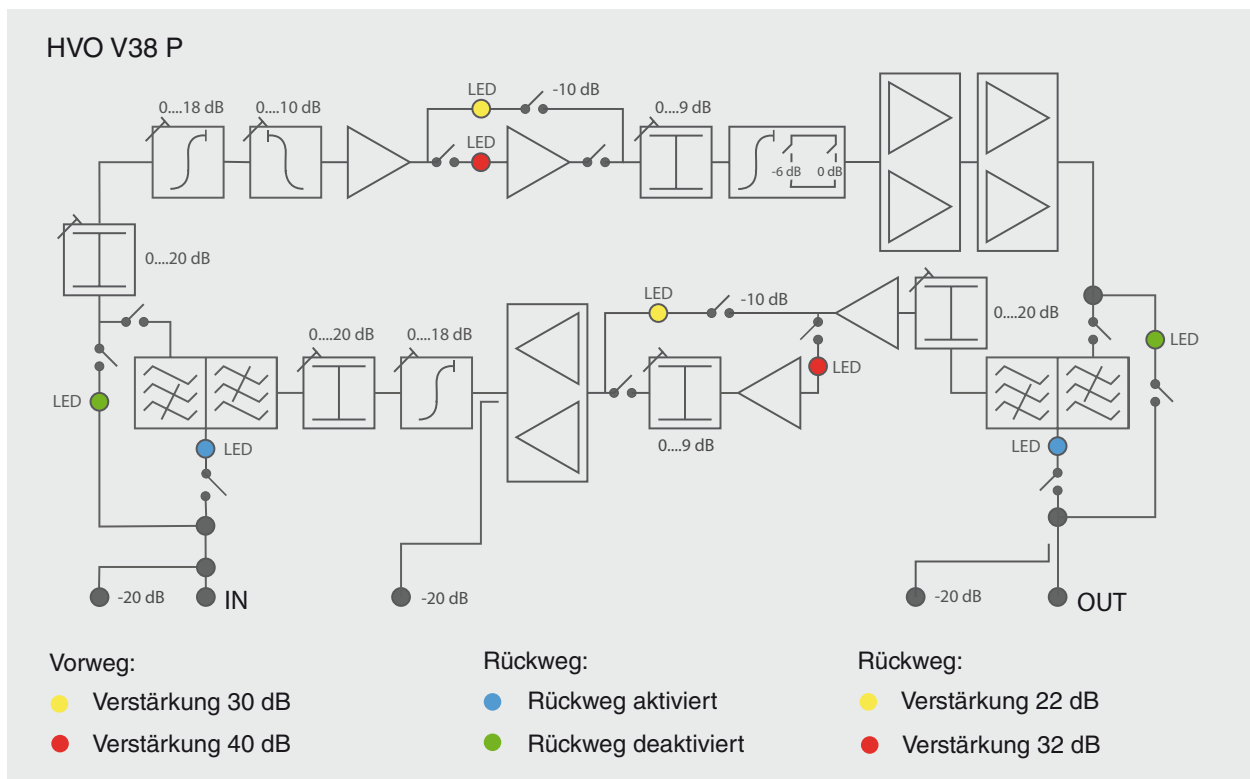 HVO V38 P
LED
-10 dB
0....18 dB
0....10 dB
0....9 dB
LED
-6 dB
0 dB
0....20 dB
LED
-10 dB
0....20 dB
0....20 dB
0....18 dB
LED
LED
LED
LED
0....9 dB
LED
-20 dB
IN
-20 dB
-20 dB
OUT
Vorweg:
Verstärkung 30 dB
Verstärkung 40 dB
Rückweg:
Rückweg aktiviert
Rückweg deaktiviert
Rückweg:
Verstärkung 22 dB
Verstärkung 32 dB